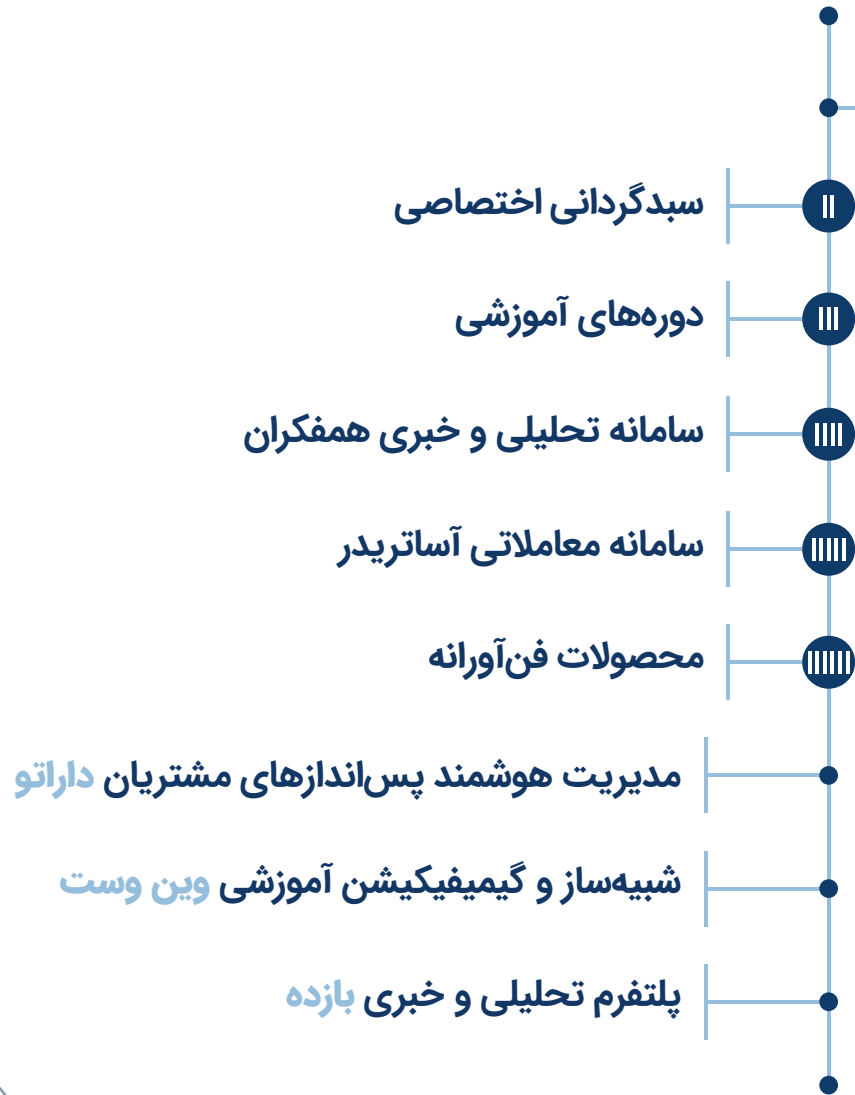 سبدگردانی اختصاصی
دوره‌های آموزشی
سامانه تحلیلی و خبری همفکران
سامانه معاملاتی آساتریدر
محصولات فن‌آورانه
مدیریت هوشمند پس‌اندازهای مشتریان داراتو
شبیه‌ساز و گیمیفیکیشن آموزشی وین وست
پلتفرم تحلیلی و خبری بازده